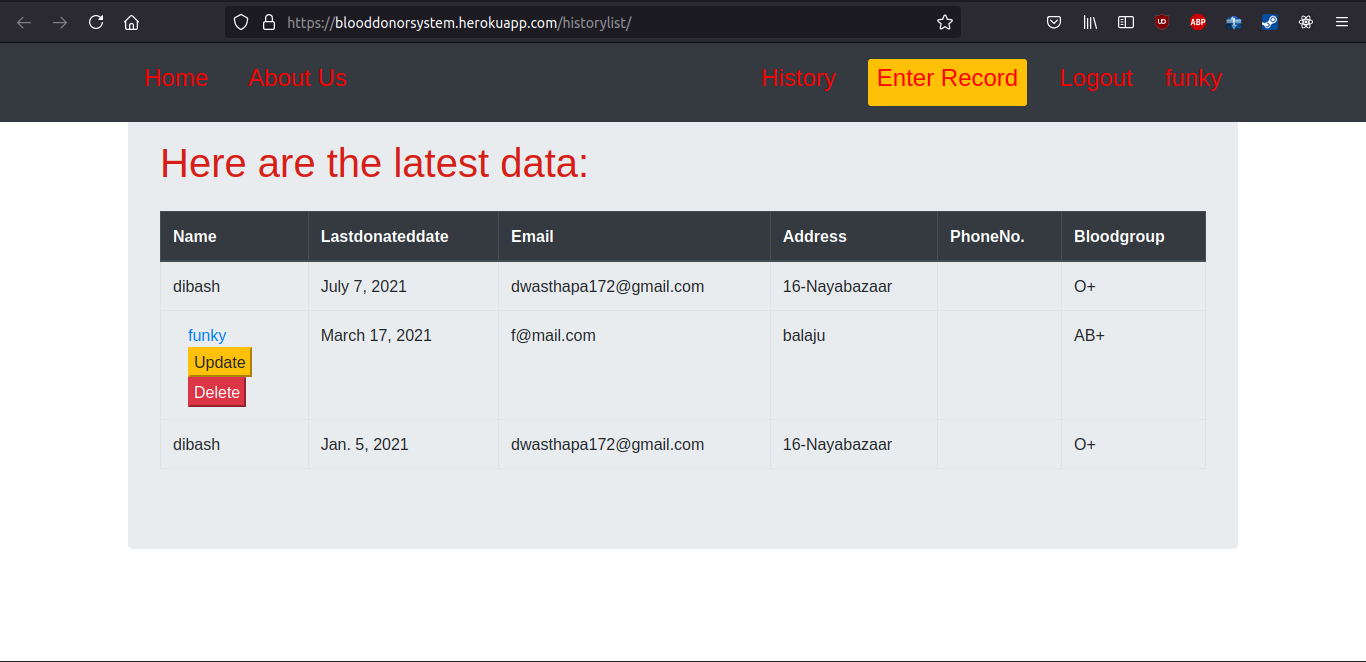 https://blooddonorsystem.herokuapp.com/historylist/
UD ABP
Home About Us History Enter Record Logout funky
Here are the latest data:
Name Lastdonateddate Email Address PhoneNo. Bloodgroup
dibash July 7, 2021 dwasthapa172@gmail.com 16-Nayabazaar O+
funky March 17, 2021 f@mail.com balaju AB+
Update
Delete
dibash Jan. 5, 2021 dwasthapa172@gmail.com 16-Nayabazaar O+